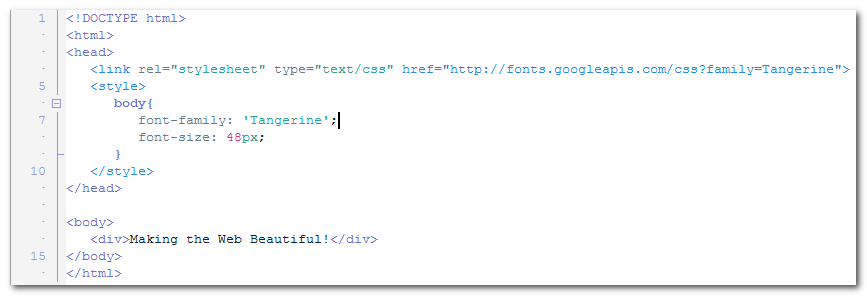 1 <!DOCTYPE html>
<html>
<head>
<link rel="stylesheet" type="text/css" href="http://fonts.googleapis.com/css?family=Tangerine">
5 <style>
body{
7 font-family: 'Tangerine';
font-size: 48px;
}
10 </style>
</head>

<body>
<div>Making the Web Beautiful!</div>
15 </body>
</html>